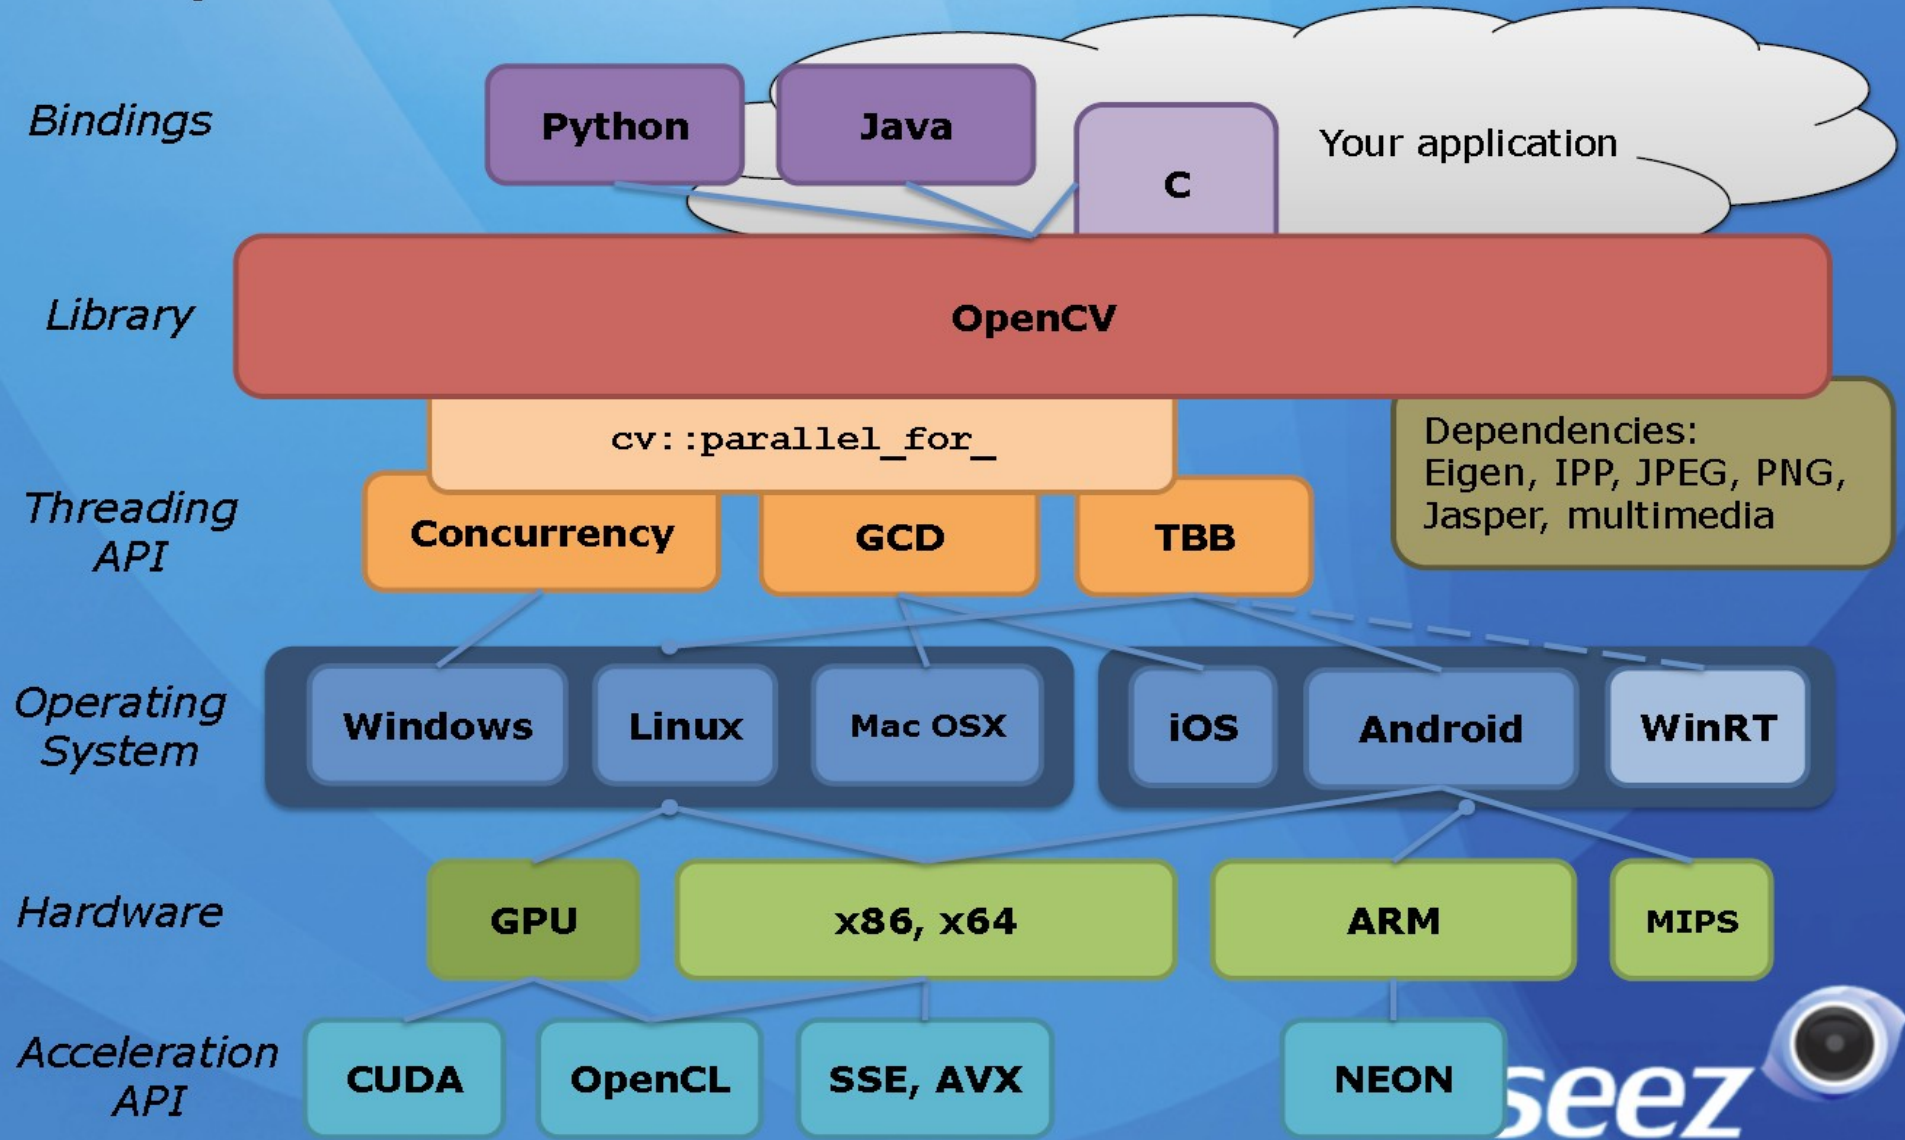 Bindings
Python
Java
C
Your application
Library
OpenCV
cv::parallel_for_
Dependencies:
Eigen, IPP, JPEG, PNG,
Jasper, multimedia
Threading
API
Concurrency
GCD
TBB
Operating
System
Windows
Linux
Mac OSX
iOS
Android
WinRT
Hardware
GPU
x86, x64
ARM
MIPS
Acceleration
API
CUDA
OpenCL
SSE, AVX
NEON
seez